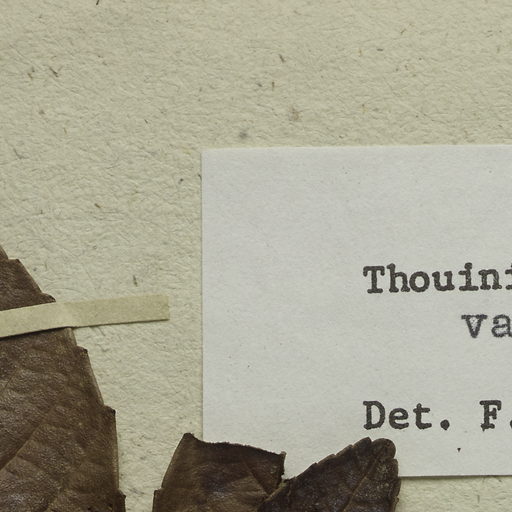 Thouini
va
Det. F.